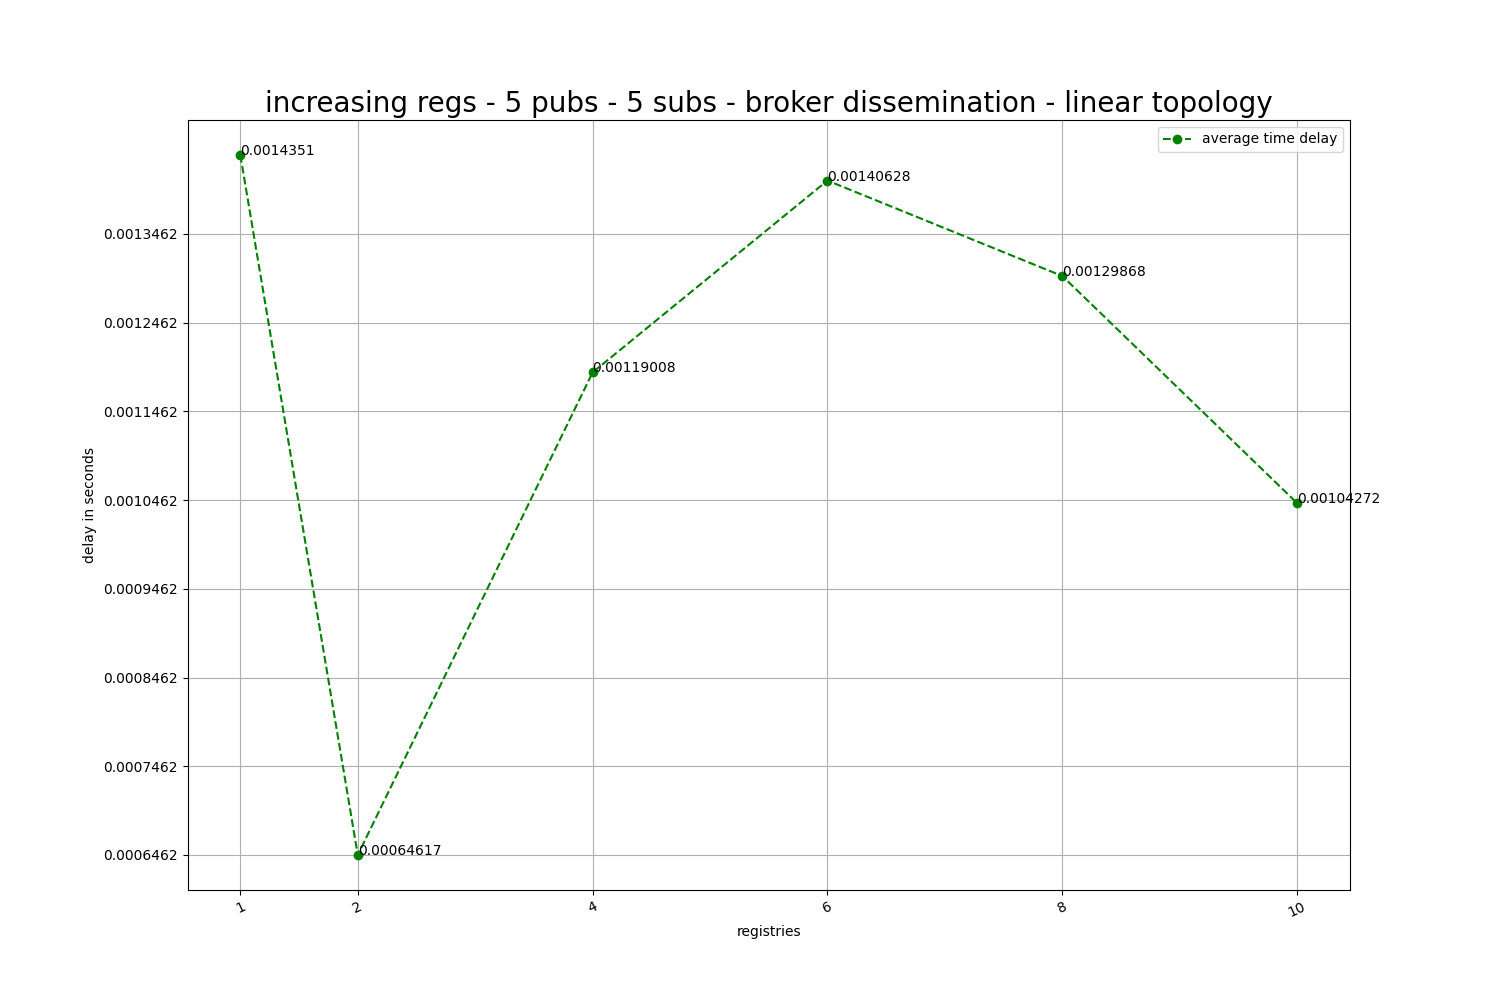 increasing regs - 5 pubs - 5 subs - broker dissemination - linear topology
average time delay
0.0014351
0.00140628
0.0013462
0.00129868
0.0012462
0.00119008
0.0011462
0.0010462
0.00104272
0.0009462
0.0008462
0.0007462
0.0006462
0.00064617
delay in seconds
1 2 4 6 8 10
registries